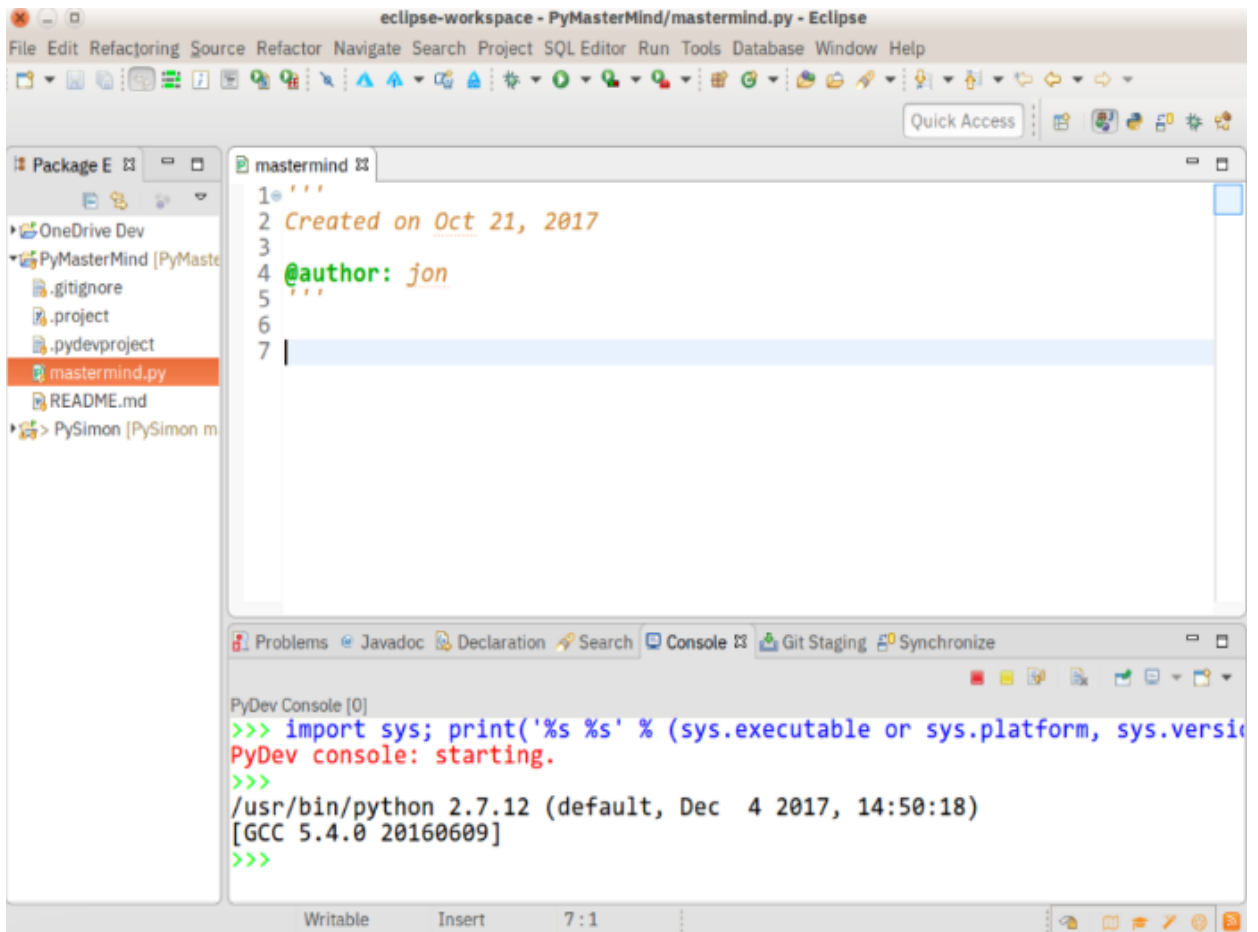 eclipse-workspace - PyMasterMind/mastermind.py - Eclipse
File Edit Refactoring Source Refactor Navigate Search Project SQL Editor Run Tools Database Window Help
Quick Access
Package E
mastermind
OneDrive Dev
PyMasterMind [PyMaste
.gitignore
.project
.pydevproject
mastermind.py
README.md
> PySimon [PySimon m
1 '''
2 Created on Oct 21, 2017
3
4 @author: jon
5 '''
6
7
Problems Javadoc Declaration Search Console Git Staging Synchronize
PyDev Console [0]
>>> import sys; print('%s %s' % (sys.executable or sys.platform, sys.versio
PyDev console: starting.
>>>
/usr/bin/python 2.7.12 (default, Dec  4 2017, 14:50:18)
[GCC 5.4.0 20160609]
>>>
Writable Insert 7:1